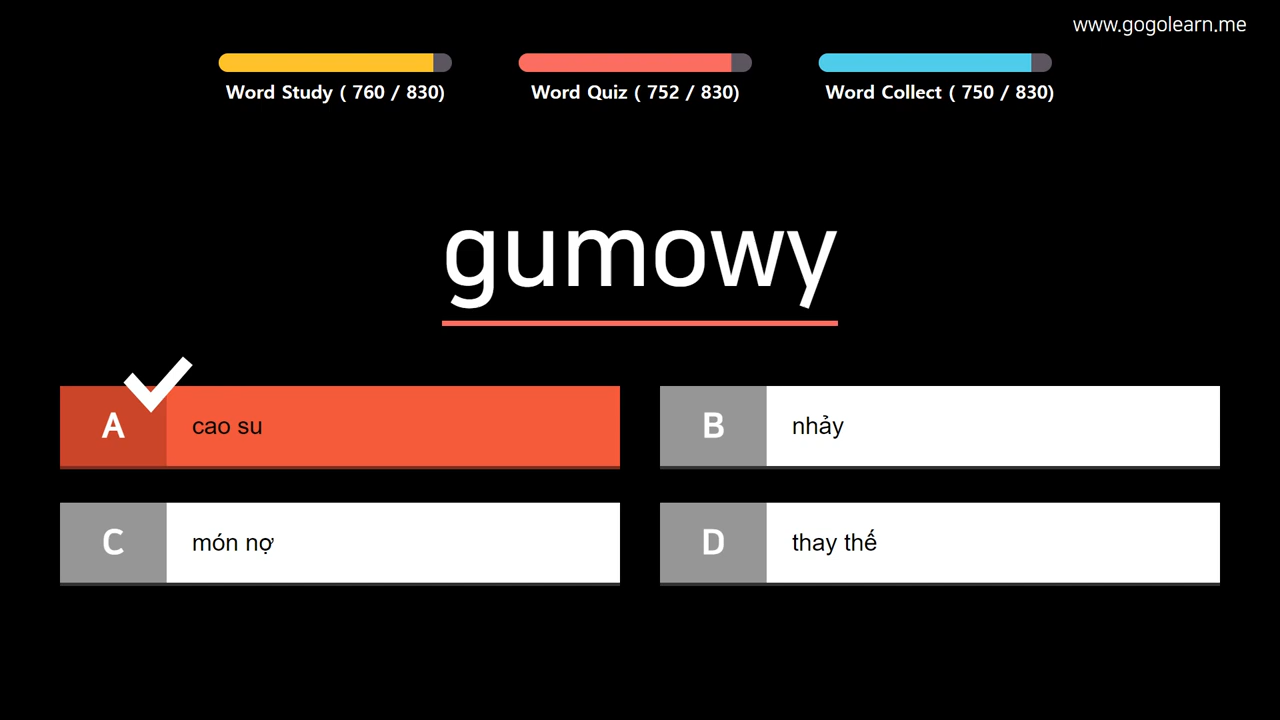 www.gogolearn.me
Word Study ( 760 / 830)
Word Quiz ( 752 / 830)
Word Collect ( 750 / 830)
gumowy
A cao su
B nhảy
C món nợ
D thay thế